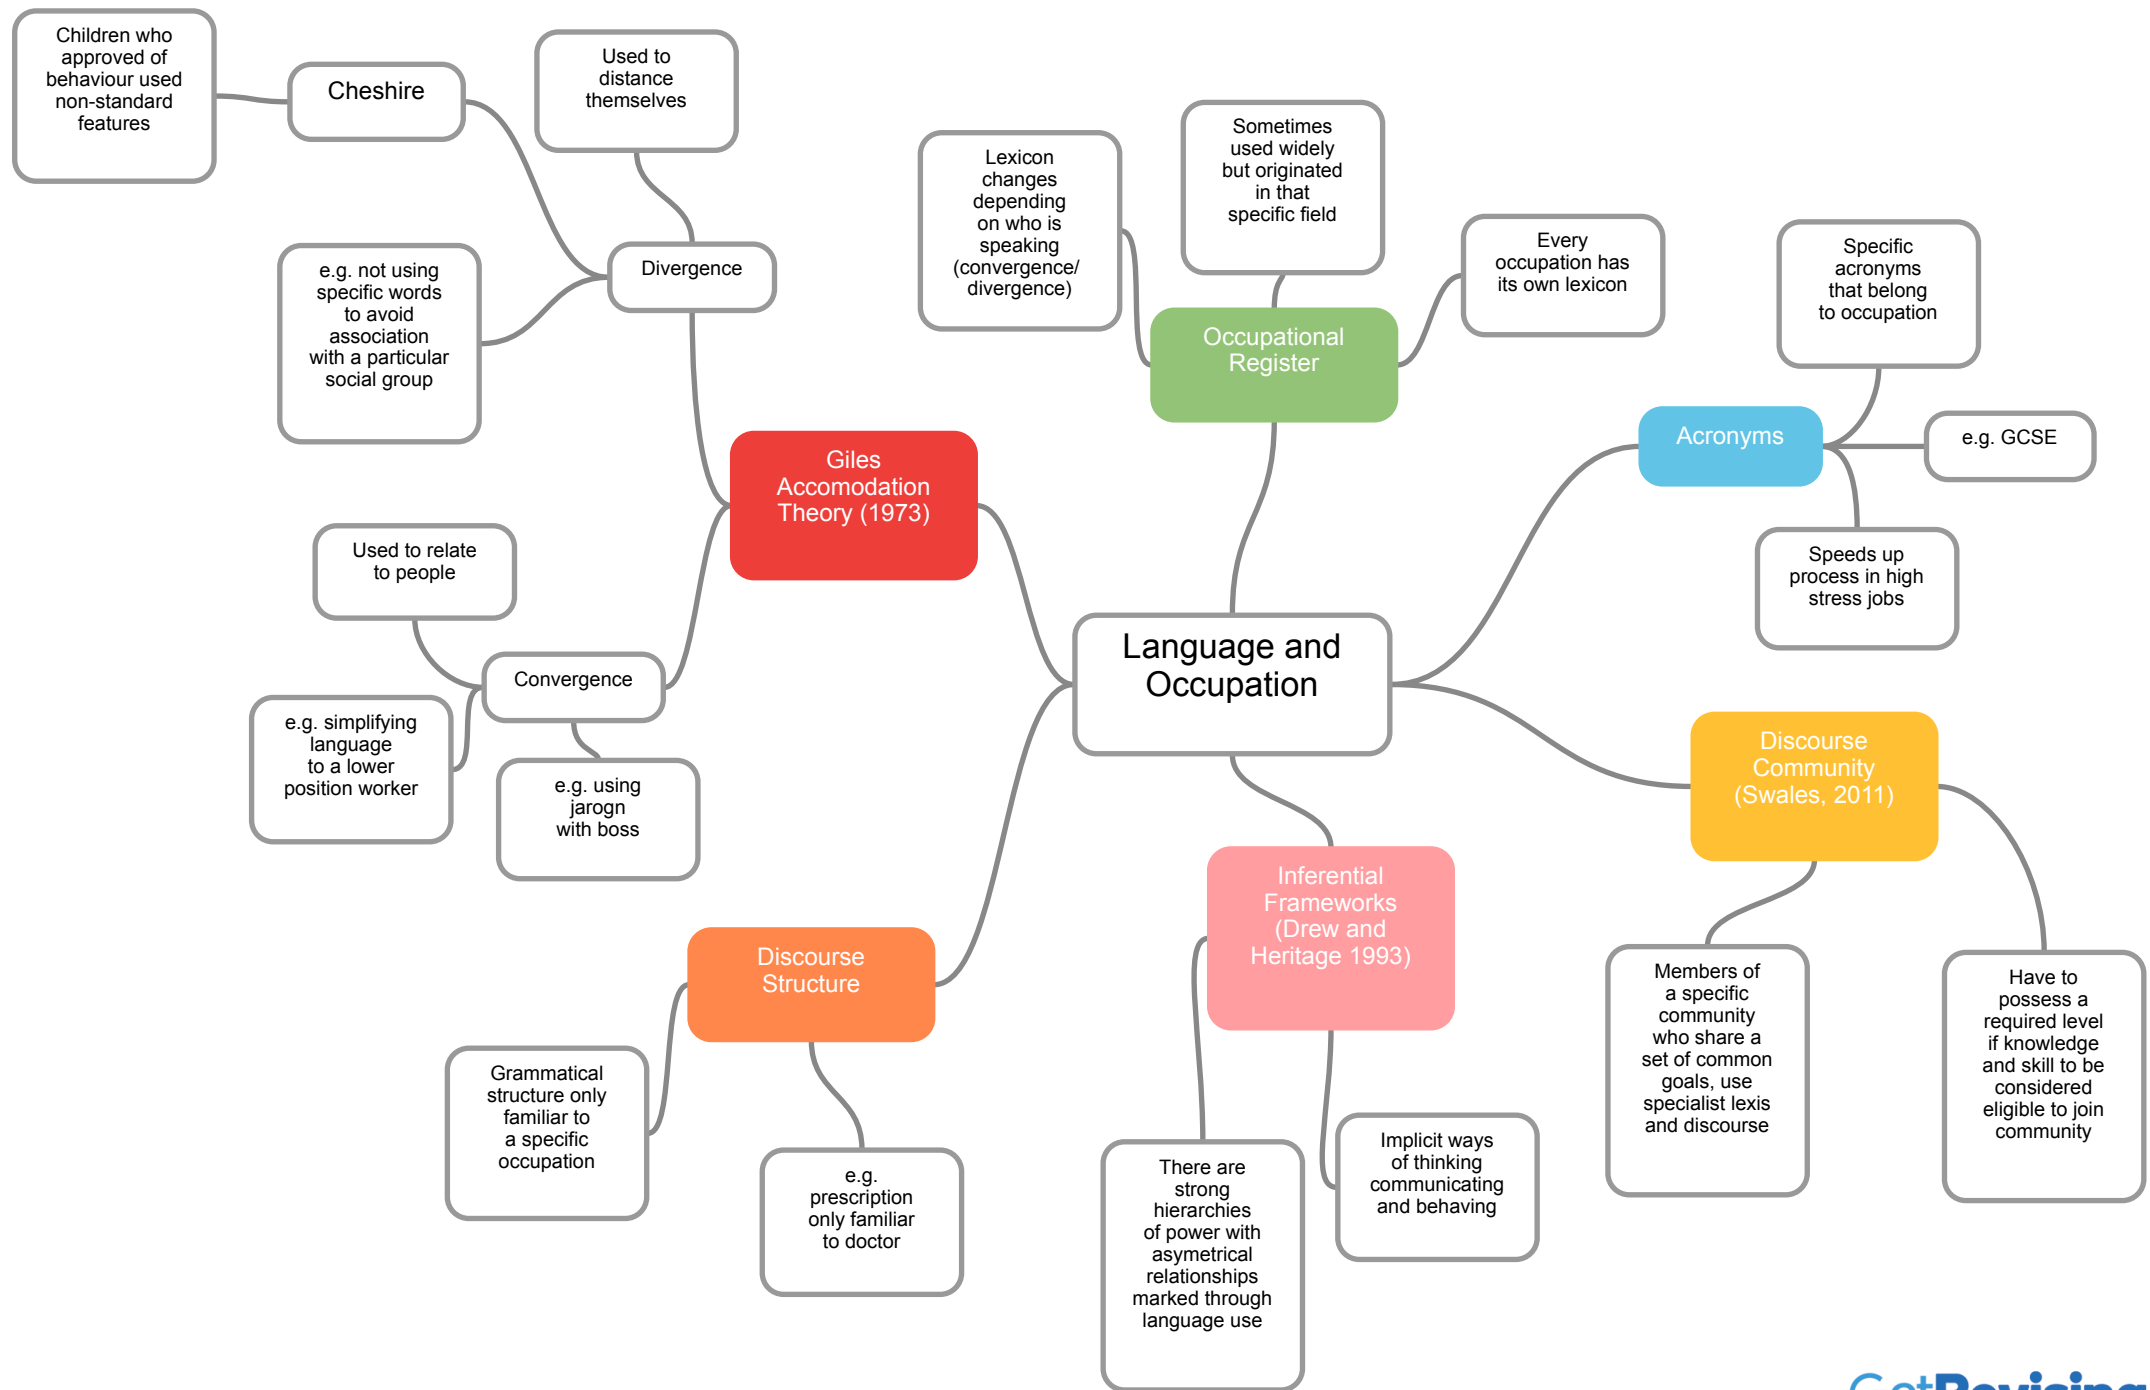 Children who
approved of
behaviour used
non-standard
features
Cheshire
Used to
distance
themselves
Divergence
e.g. not using
specific words
to avoid
association
with a particular
social group
Lexicon
changes
depending
on who is
speaking
(convergence/
divergence)
Sometimes
used widely
but originated
in that
specific field
Every
occupation has
its own lexicon
Occupational
Register
Specific
acronyms
that belong
to occupation
Acronyms
e.g. GCSE
Speeds up
process in high
stress jobs
Giles
Accomodation
Theory (1973)
Used to relate
to people
Convergence
e.g. simplifying
language
to a lower
position worker
e.g. using
jarogn
with boss
Language and
Occupation
Discourse
Community
(Swales, 2011)
Members of
a specific
community
who share a
set of common
goals, use
specialist lexis
and discourse
Have to
possess a
required level
if knowledge
and skill to be
considered
eligible to join
community
Inferential
Frameworks
(Drew and
Heritage 1993)
There are
strong
hierarchies
of power with
asymetrical
relationships
marked through
language use
Implicit ways
of thinking
communicating
and behaving
Discourse
Structure
Grammatical
structure only
familiar to
a specific
occupation
e.g.
prescription
only familiar
to doctor
GetRevising